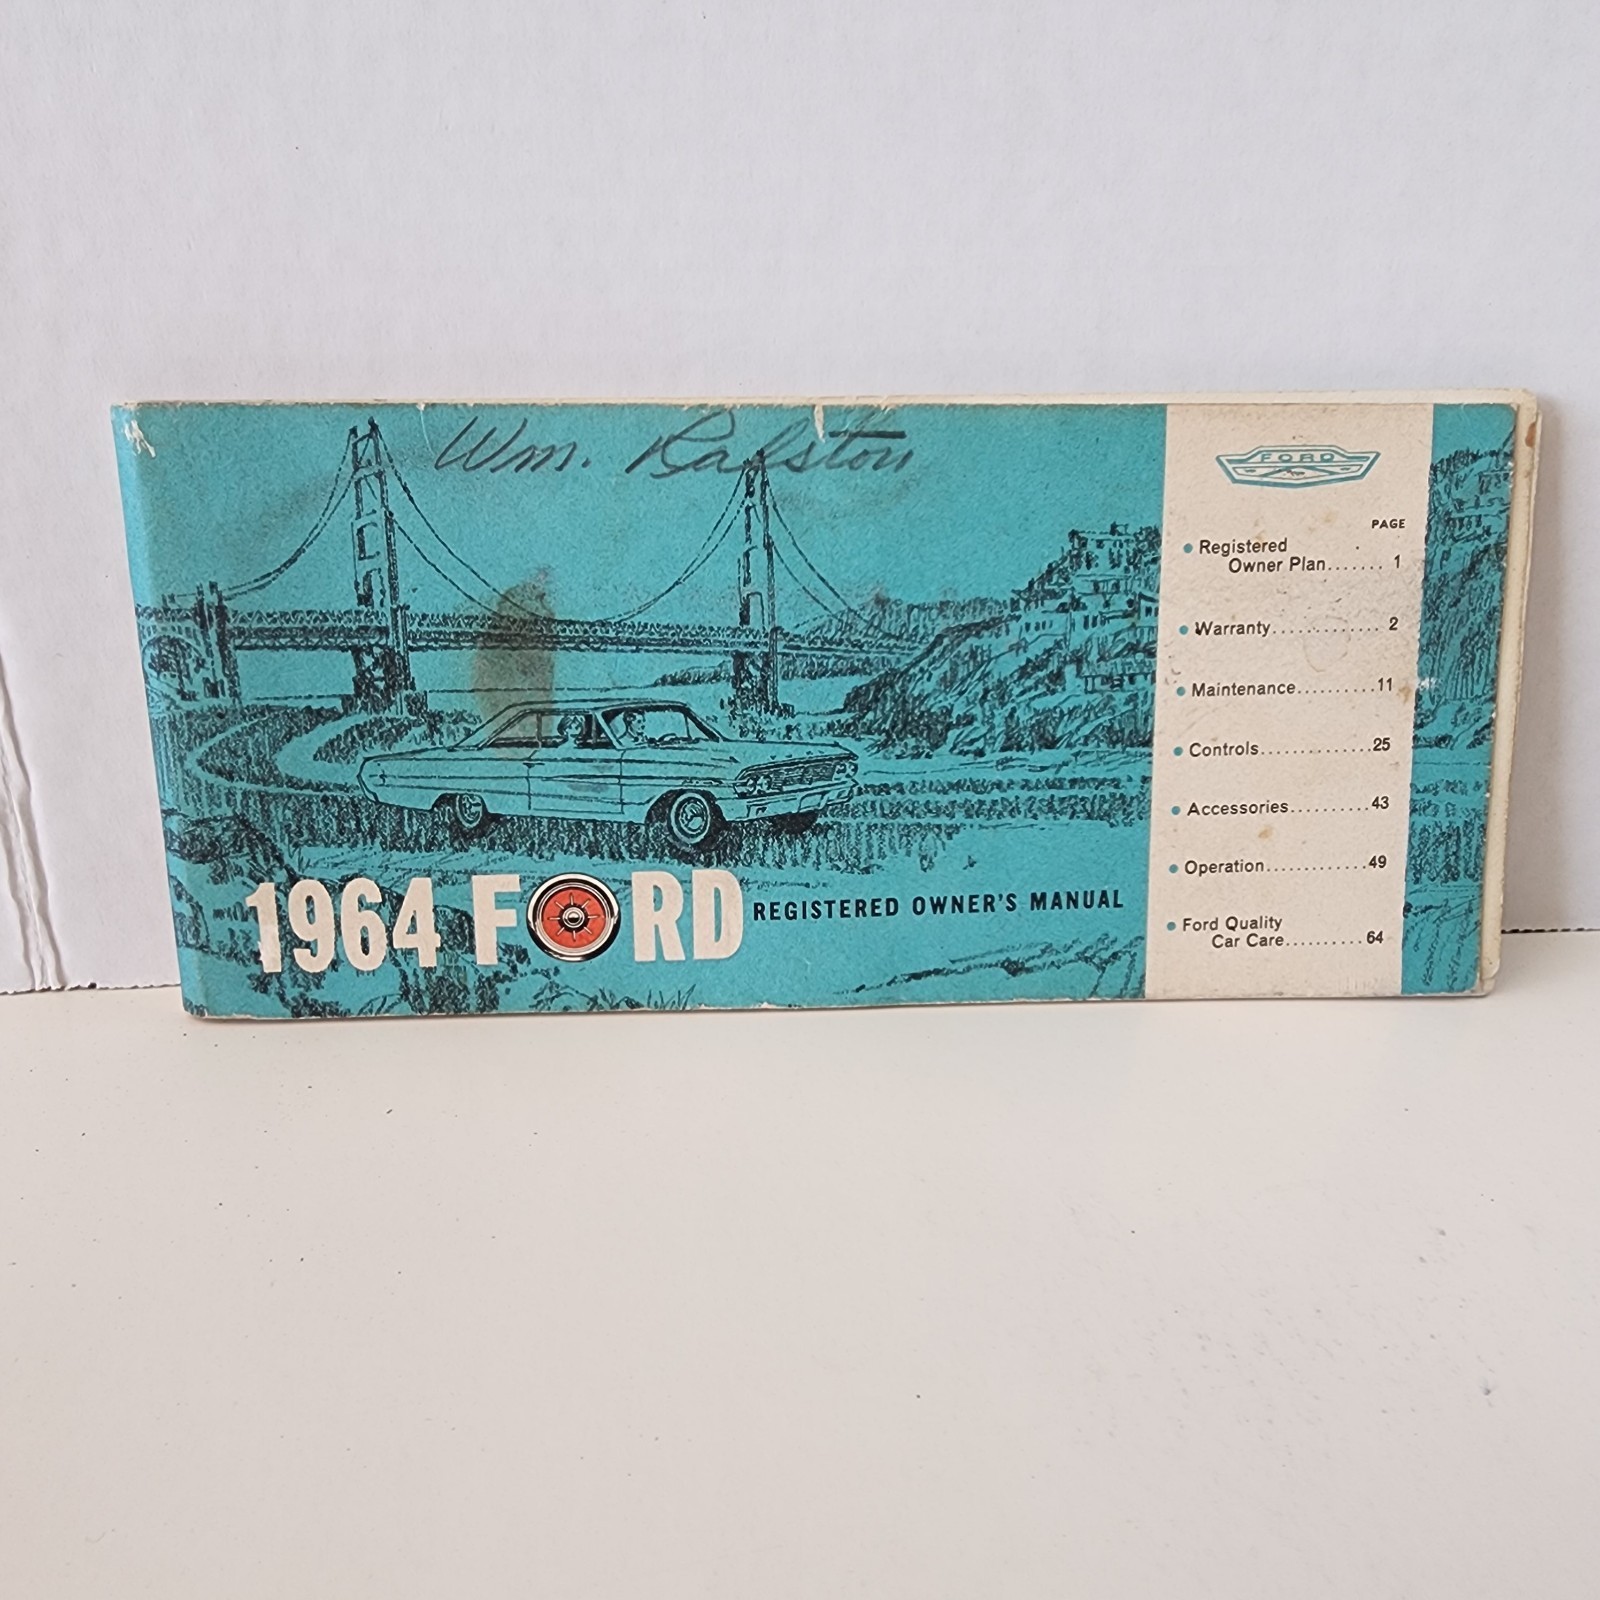 Wm. Ralston
1964 FORD REGISTERED OWNER'S MANUAL
FORD
PAGE
• Registered
Owner Plan....... 1
• Warranty............. 2
• Maintenance..........11
• Controls..............25
• Accessories..........43
• Operation.............49
• Ford Quality
Car Care..........64